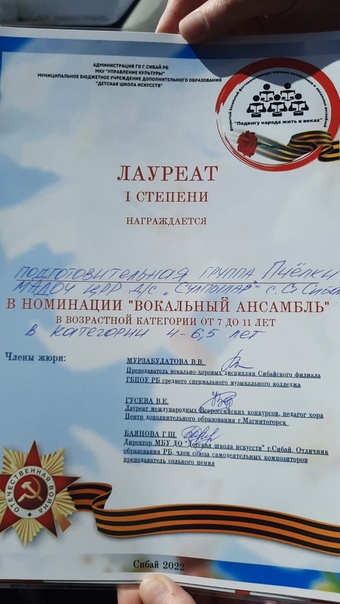 АДМИНИСТРАЦИЯ ГО Г. СИБАЙ РБ
МКУ "УПРАВЛЕНИЕ КУЛЬТУРЫ"
МУНИЦИПАЛЬНОЕ БЮДЖЕТНОЕ УЧРЕЖДЕНИЕ ДОПОЛНИТЕЛЬНОГО ОБРАЗОВАНИЯ
"ДЕТСКАЯ ШКОЛА ИСКУССТВ"
"Подвигу народа жить в веках"
ЛАУРЕАТ
I СТЕПЕНИ
НАГРАЖДАЕТСЯ
подготовительная группа Пчёлки
МАДОУ ЦРР Д/С „Сулпылар" г. Сибай
В НОМИНАЦИИ "ВОКАЛЬНЫЙ АНСАМБЛЬ"
В ВОЗРАСТНОЙ КАТЕГОРИИ ОТ 7 ДО 11 ЛЕТ
в категории 4-6,5 лет
Члены жюри:
МУРЗАБУЛАТОВА В.В.
Преподаватель вокально-хоровых дисциплин Сибайского филиала
ГБПОУ РБ среднего специального музыкального колледжа
ГУСЕВА В.Е.
Лауреат международных Всероссийских конкурсов, педагог хора
Центр дополнительного образования г.Магнитогорск
БАЯНОВА Г.Ш.
Директор МБУ ДО "Детская школа искусств" г.Сибай. Отличник
образования РБ, член союза самодеятельных композиторов
преподаватель сольного пения
ОТЕЧЕСТВЕННАЯ ВОЙНА
Сибай 2022